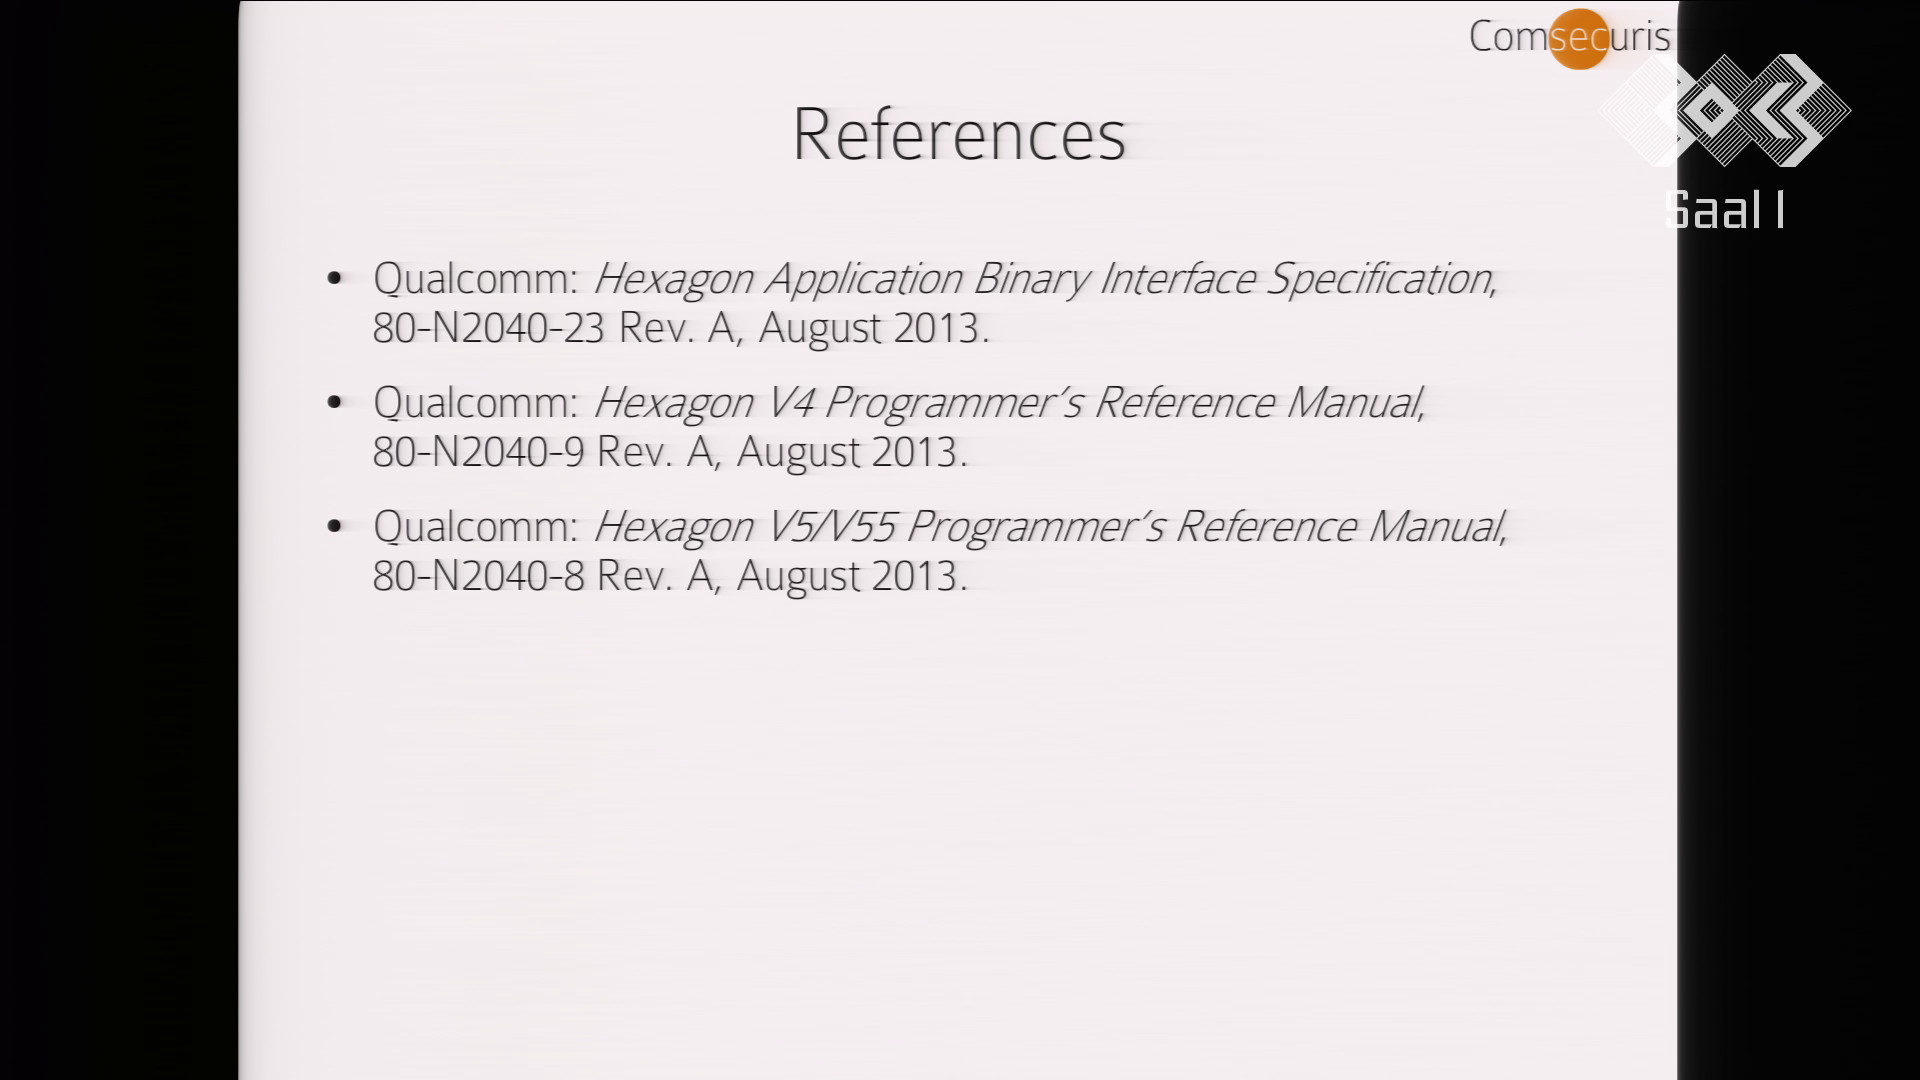 Comsecuris
References
Saal 1
• Qualcomm: Hexagon Application Binary Interface Specification,
80-N2040-23 Rev. A, August 2013.
• Qualcomm: Hexagon V4 Programmer's Reference Manual,
80-N2040-9 Rev. A, August 2013.
• Qualcomm: Hexagon V5/V55 Programmer's Reference Manual,
80-N2040-8 Rev. A, August 2013.